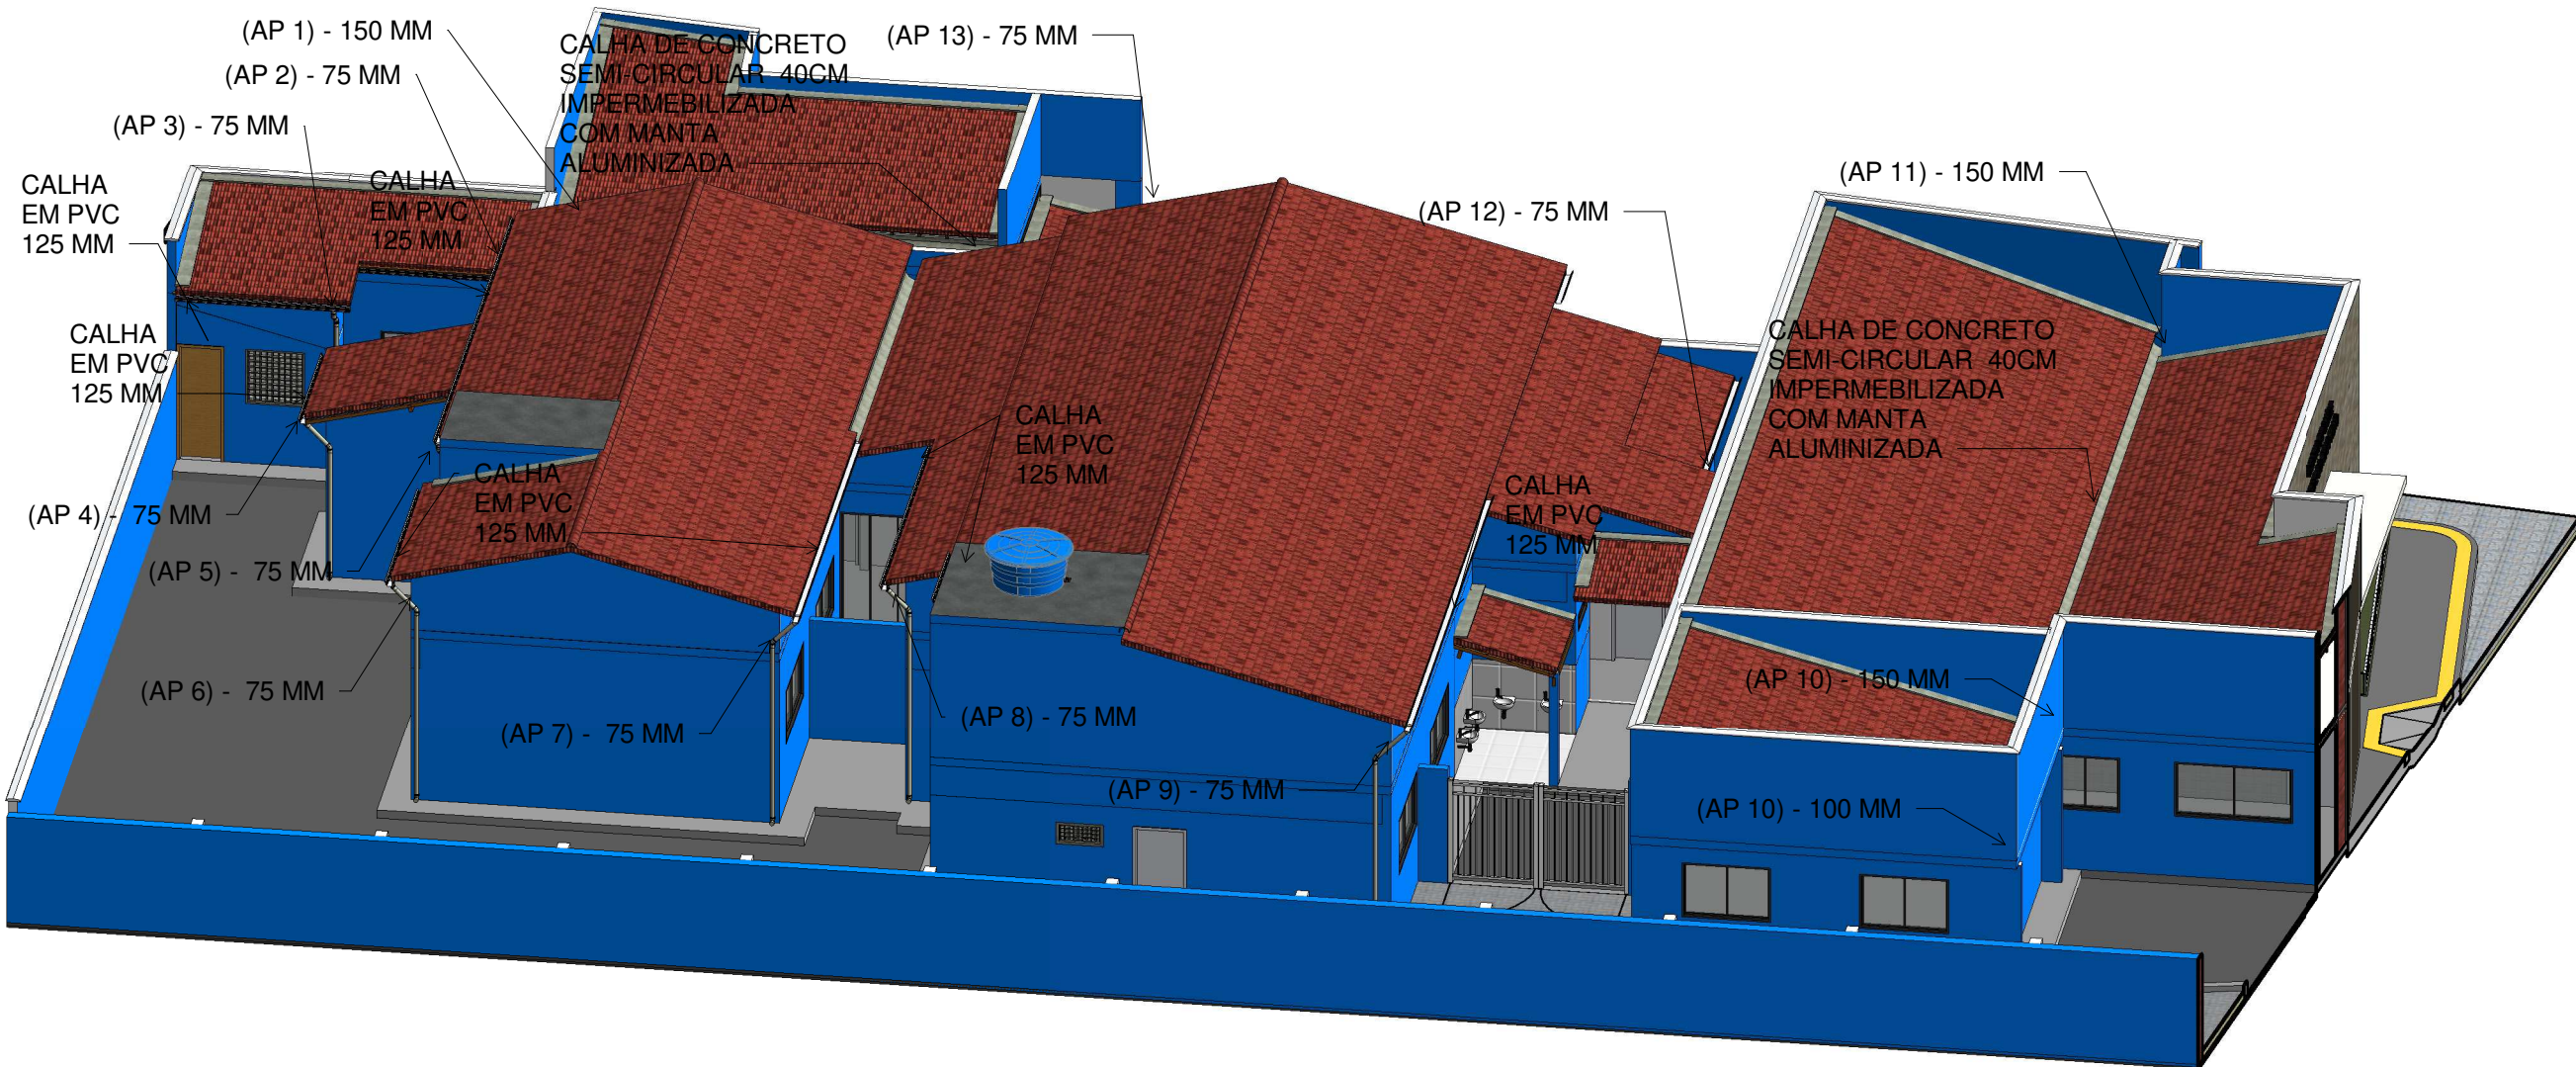 (AP 1) - 150 MM
(AP 2) - 75 MM
(AP 3) - 75 MM
CALHA
EM PVC
125 MM
CALHA
EM PVC
125 MM
CALHA DE CONCRETO
SEMI-CIRCULAR 40CM
IMPERMEBILIZADA
COM MANTA
ALUMINIZADA
(AP 13) - 75 MM
(AP 12) - 75 MM
(AP 11) - 150 MM
CALHA
EM PVC
125 MM
CALHA DE CONCRETO
SEMI-CIRCULAR 40CM
IMPERMEBILIZADA
COM MANTA
ALUMINIZADA
CALHA
EM PVC
125 MM
CALHA
EM PVC
125 MM
CALHA
EM PVC
125 MM
(AP 4) - 75 MM
(AP 5) - 75 MM
(AP 6) - 75 MM
(AP 7) - 75 MM
(AP 8) - 75 MM
(AP 9) - 75 MM
(AP 10) - 150 MM
(AP 10) - 100 MM